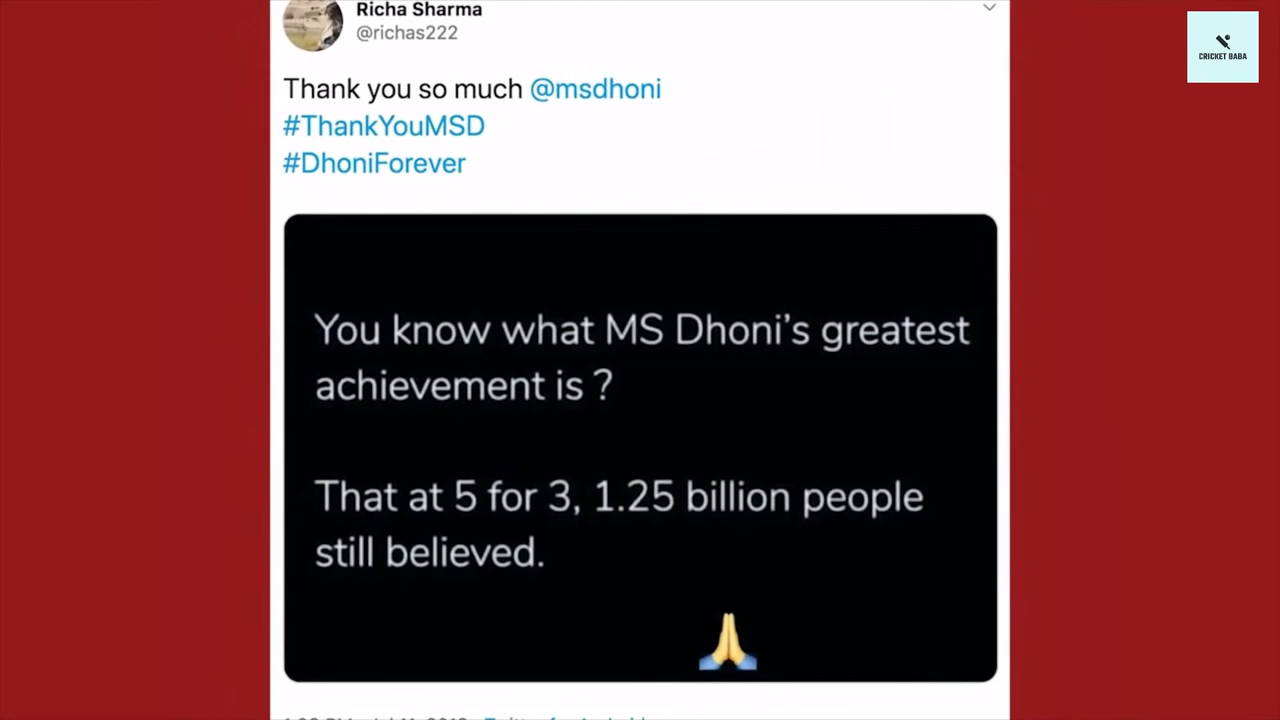 Richa Sharma
@richas222
CRICKET BABA
Thank you so much @msdhoni
#ThankYouMSD
#DhoniForever
You know what MS Dhoni's greatest
achievement is ?
That at 5 for 3, 1.25 billion people
still believed.